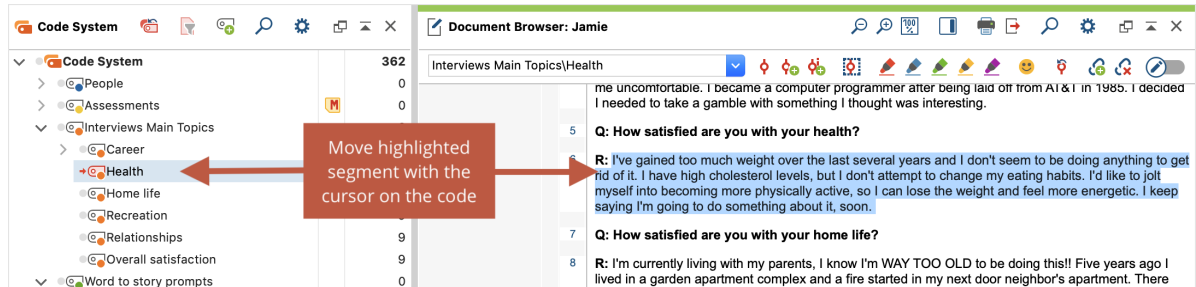 Code System
Code System 362
People 0
Assessments M 0
Interviews Main Topics
Career
Health
Home life
Recreation
Relationships 9
Overall satisfaction 9
Word to story prompts 0
Move highlighted
segment with the
cursor on the code
Document Browser: Jamie
100
%
Interviews Main Topics\Health
me uncomfortable. I became a computer programmer after being laid off from AT&T in 1985. I decided
I needed to take a gamble with something I thought was interesting.
5 Q: How satisfied are you with your health?
R: I've gained too much weight over the last several years and I don't seem to be doing anything to get
rid of it. I have high cholesterol levels, but I don't attempt to change my eating habits. I'd like to jolt
myself into becoming more physically active, so I can lose the weight and feel more energetic. I keep
saying I'm going to do something about it, soon.
7 Q: How satisfied are you with your home life?
8 R: I'm currently living with my parents, I know I'm WAY TOO OLD to be doing this!! Five years ago I
lived in a garden apartment complex and a fire started in my next door neighbor's apartment. There